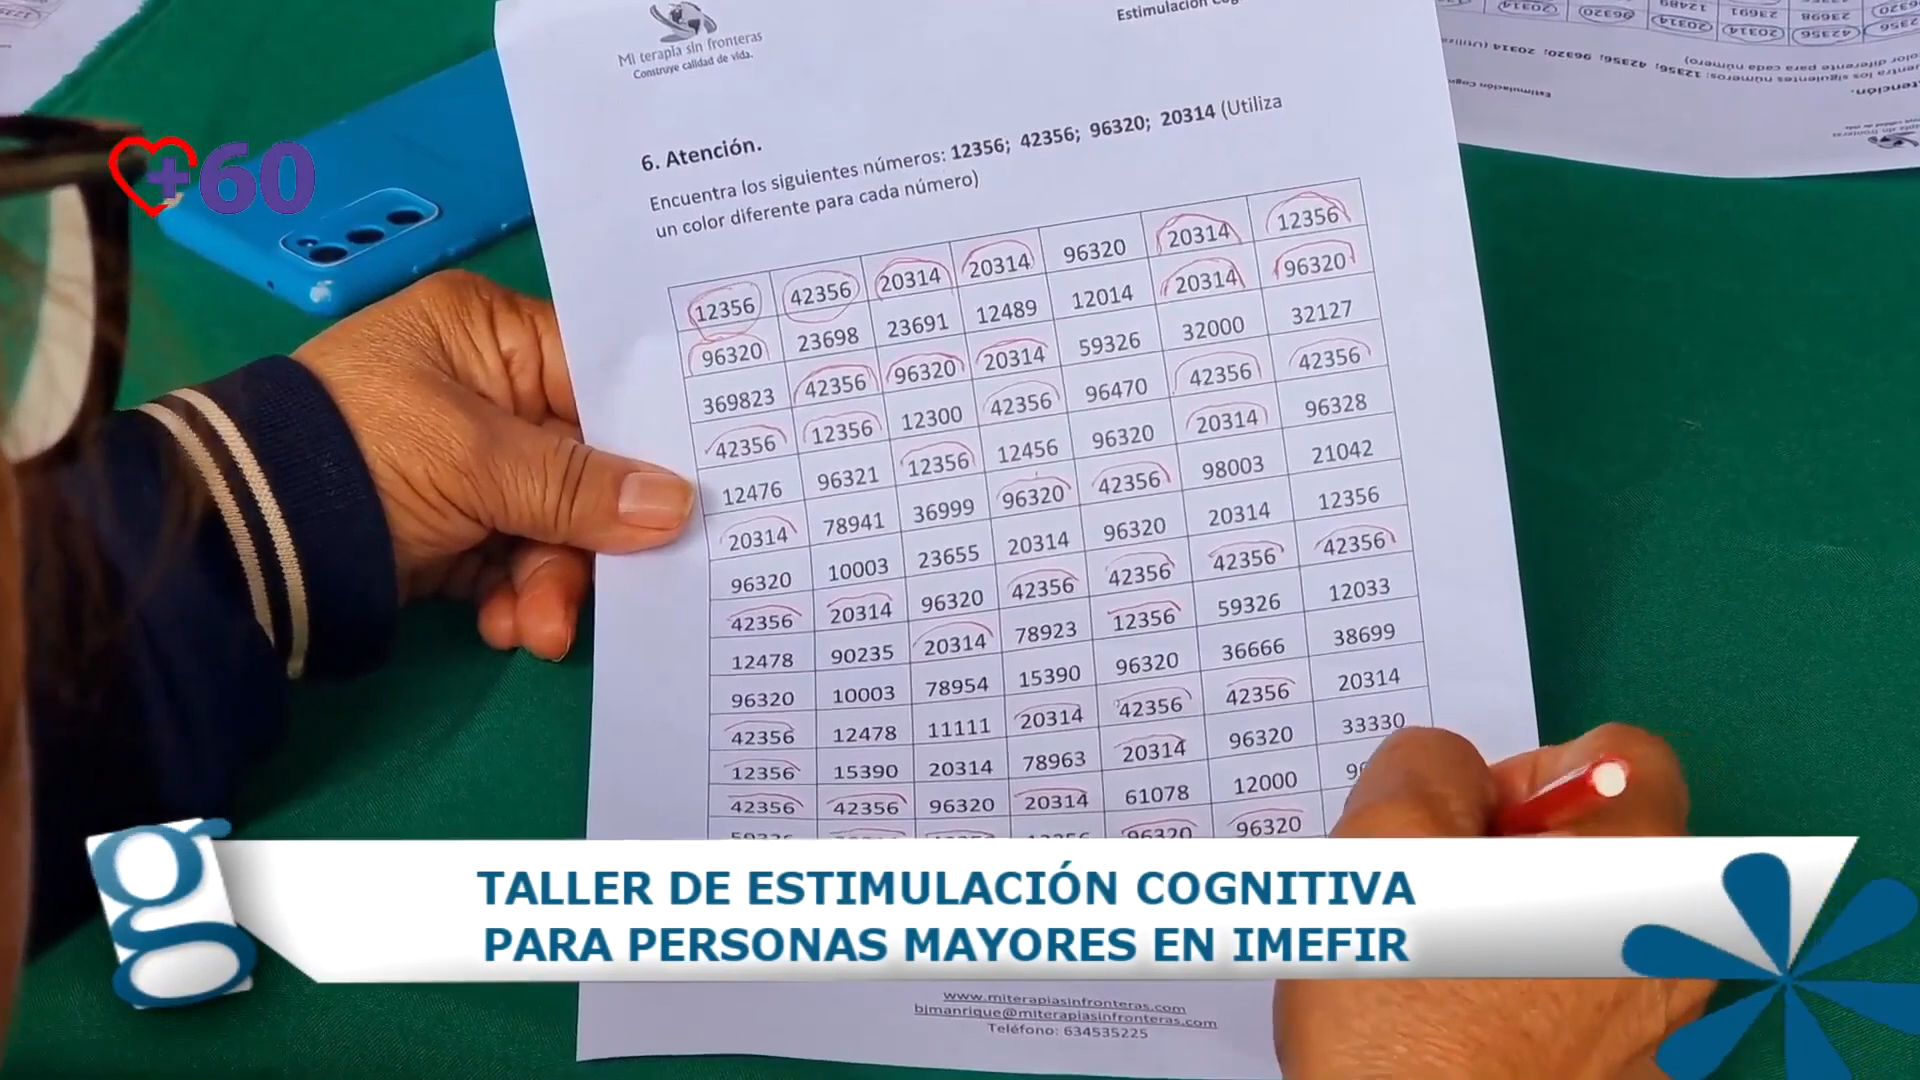 Mi terapia sin fronteras
Construye calidad de vida.
Estimulación Cog
+60
6. Atención.
Encuentra los siguientes números: 12356; 42356; 96320; 20314 (Utiliza
un color diferente para cada número)
12356 42356 20314 20314 96320 20314 12356
96320 23698 23691 12489 12014 20314 96320
369823 42356 96320 20314 59326 32000 32127
42356 12356 12300 42356 96470 42356 42356
12476 96321 12356 12456 96320 20314 96328
20314 78941 36999 96320 42356 98003 21042
96320 10003 23655 20314 96320 20314 12356
42356 20314 96320 42356 42356 42356 42356
12478 90235 20314 78923 12356 59326 12033
96320 10003 78954 15390 96320 36666 38699
42356 12478 11111 20314 42356 42356 20314
12356 15390 20314 78963 20314 96320 33330
42356 42356 96320 20314 61078 12000
96320 96320
g
TALLER DE ESTIMULACIÓN COGNITIVA
PARA PERSONAS MAYORES EN IMEFIR
www.miterapiasinfronteras.com
bjmanrique@miterapiasinfronteras.com
Teléfono: 634535225